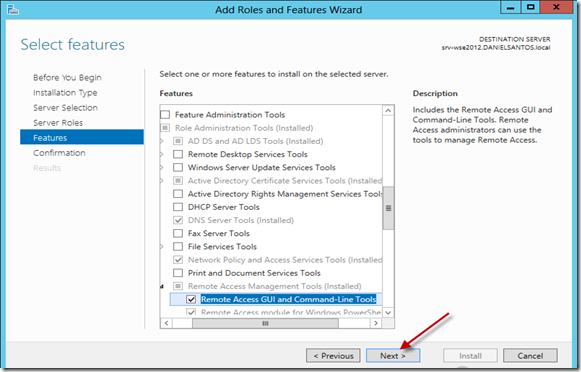 Add Roles and Features Wizard
Select features
DESTINATION SERVER
srv-wse2012.DANIELSANTOS.local
Before You Begin
Installation Type
Server Selection
Server Roles
Features
Confirmation
Results
Select one or more features to install on the selected server.
Features
Feature Administration Tools
Role Administration Tools (Installed)
AD DS and AD LDS Tools (Installed)
Remote Desktop Services Tools
Windows Server Update Services Tools
Active Directory Certificate Services Tools (Installed)
Active Directory Rights Management Services Tools
DHCP Server Tools
DNS Server Tools (Installed)
Fax Server Tools
File Services Tools
Network Policy and Access Services Tools (Installed)
Print and Document Services Tools
Remote Access Management Tools (Installed)
Remote Access GUI and Command-Line Tools
Remote Access module for Windows PowerShe
Description
Includes the Remote Access GUI and
Command-Line Tools. Remote
Access administrators can use the
tools to manage Remote Access.
< Previous
Next >
Install
Cancel